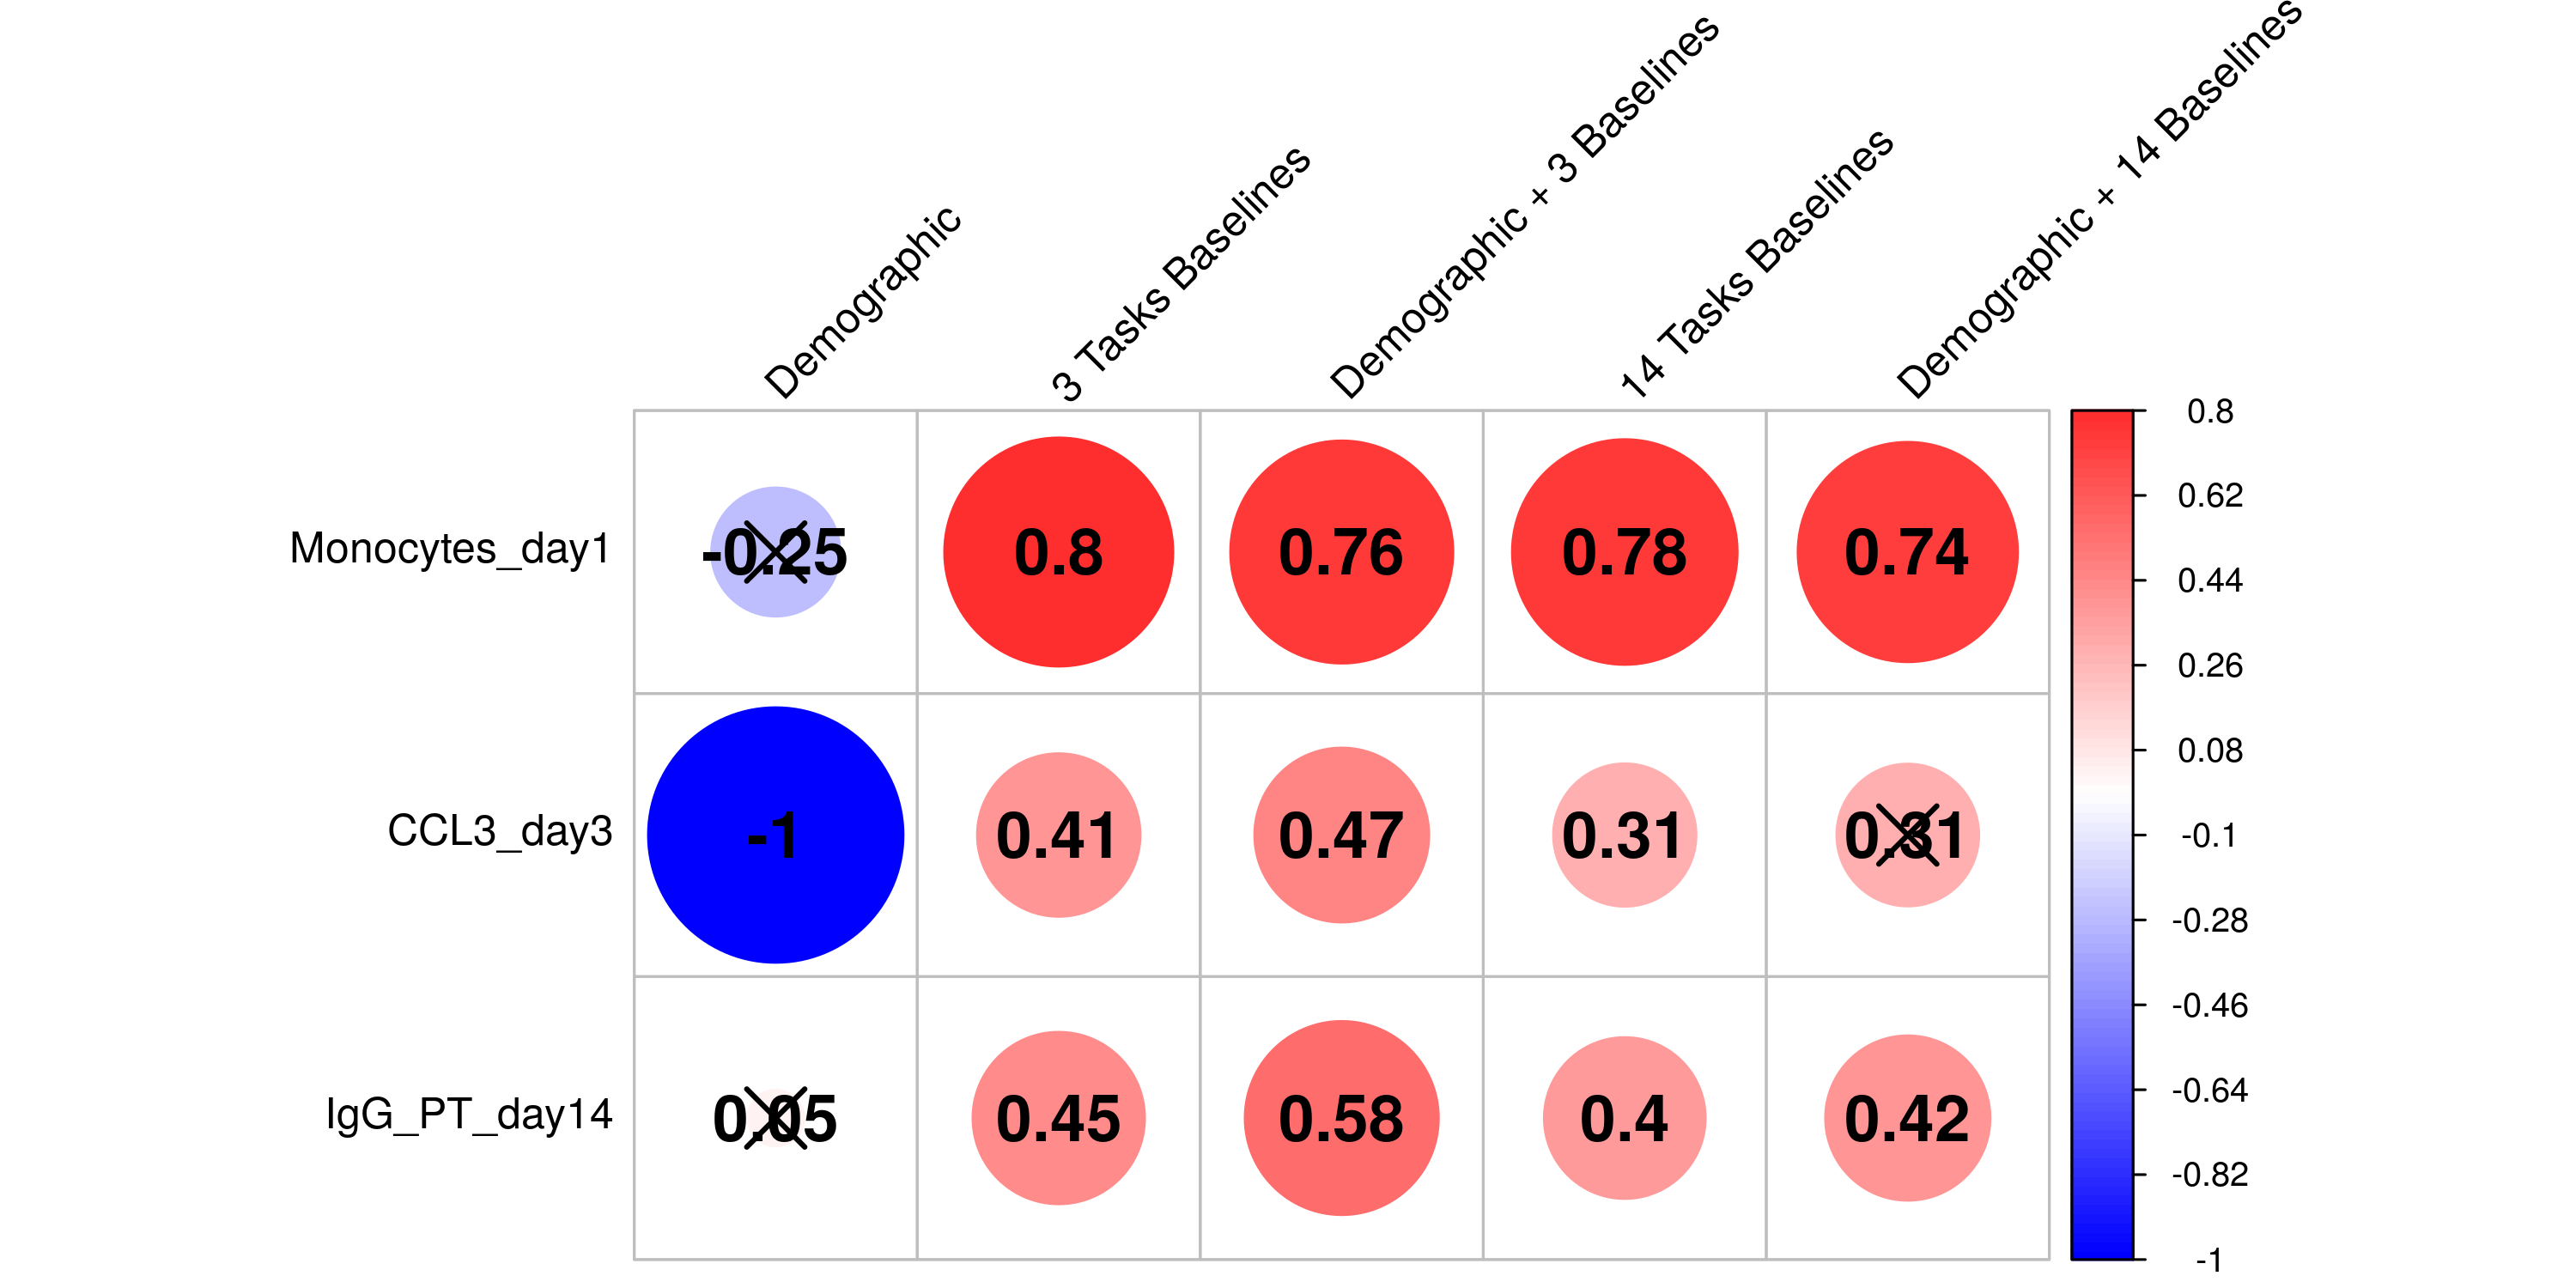 Demographic
3 Tasks Baselines
Demographic + 3 Baselines
14 Tasks Baselines
Demographic + 14 Baselines
Monocytes_day1 -0.25 0.8 0.76 0.78 0.74
CCL3_day3 -1 0.41 0.47 0.31 0.31
IgG_PT_day14 0.05 0.45 0.58 0.4 0.42
0.8
0.62
0.44
0.26
0.08
-0.1
-0.28
-0.46
-0.64
-0.82
-1